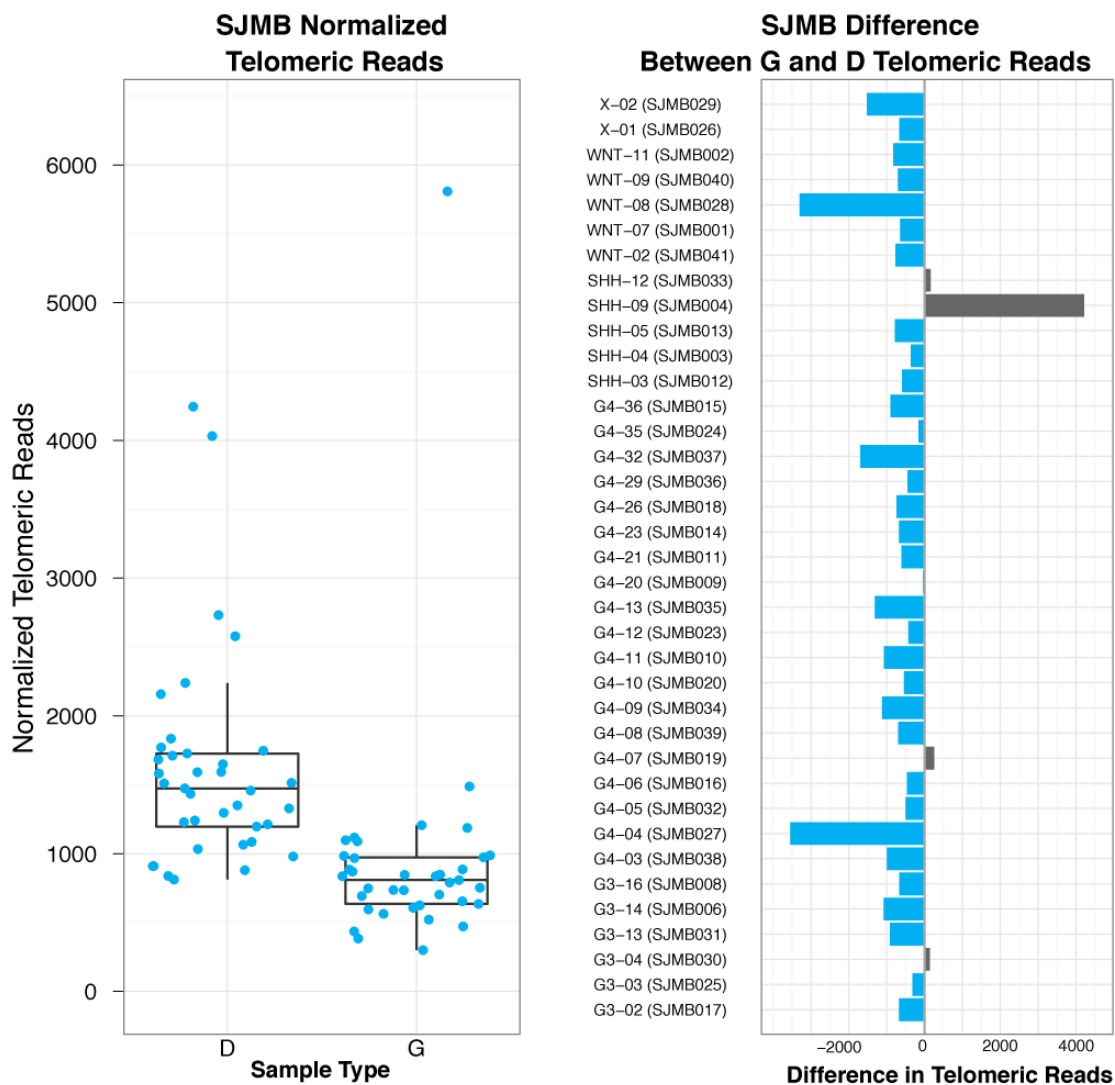 SJMB Normalized
Telomeric Reads
Normalized Telomeric Reads
6000
5000
4000
3000
2000
1000
0
D
G
Sample Type
SJMB Difference
Between G and D Telomeric Reads
X−02 (SJMB029)
X−01 (SJMB026)
WNT−11 (SJMB002)
WNT−09 (SJMB040)
WNT−08 (SJMB028)
WNT−07 (SJMB001)
WNT−02 (SJMB041)
SHH−12 (SJMB033)
SHH−09 (SJMB004)
SHH−05 (SJMB013)
SHH−04 (SJMB003)
SHH−03 (SJMB012)
G4−36 (SJMB015)
G4−35 (SJMB024)
G4−32 (SJMB037)
G4−29 (SJMB036)
G4−26 (SJMB018)
G4−23 (SJMB014)
G4−21 (SJMB011)
G4−20 (SJMB009)
G4−13 (SJMB035)
G4−12 (SJMB023)
G4−11 (SJMB010)
G4−10 (SJMB020)
G4−09 (SJMB034)
G4−08 (SJMB039)
G4−07 (SJMB019)
G4−06 (SJMB016)
G4−05 (SJMB032)
G4−04 (SJMB027)
G4−03 (SJMB038)
G3−16 (SJMB008)
G3−14 (SJMB006)
G3−13 (SJMB031)
G3−04 (SJMB030)
G3−03 (SJMB025)
G3−02 (SJMB017)
−2000 0 2000 4000
Difference in Telomeric Reads